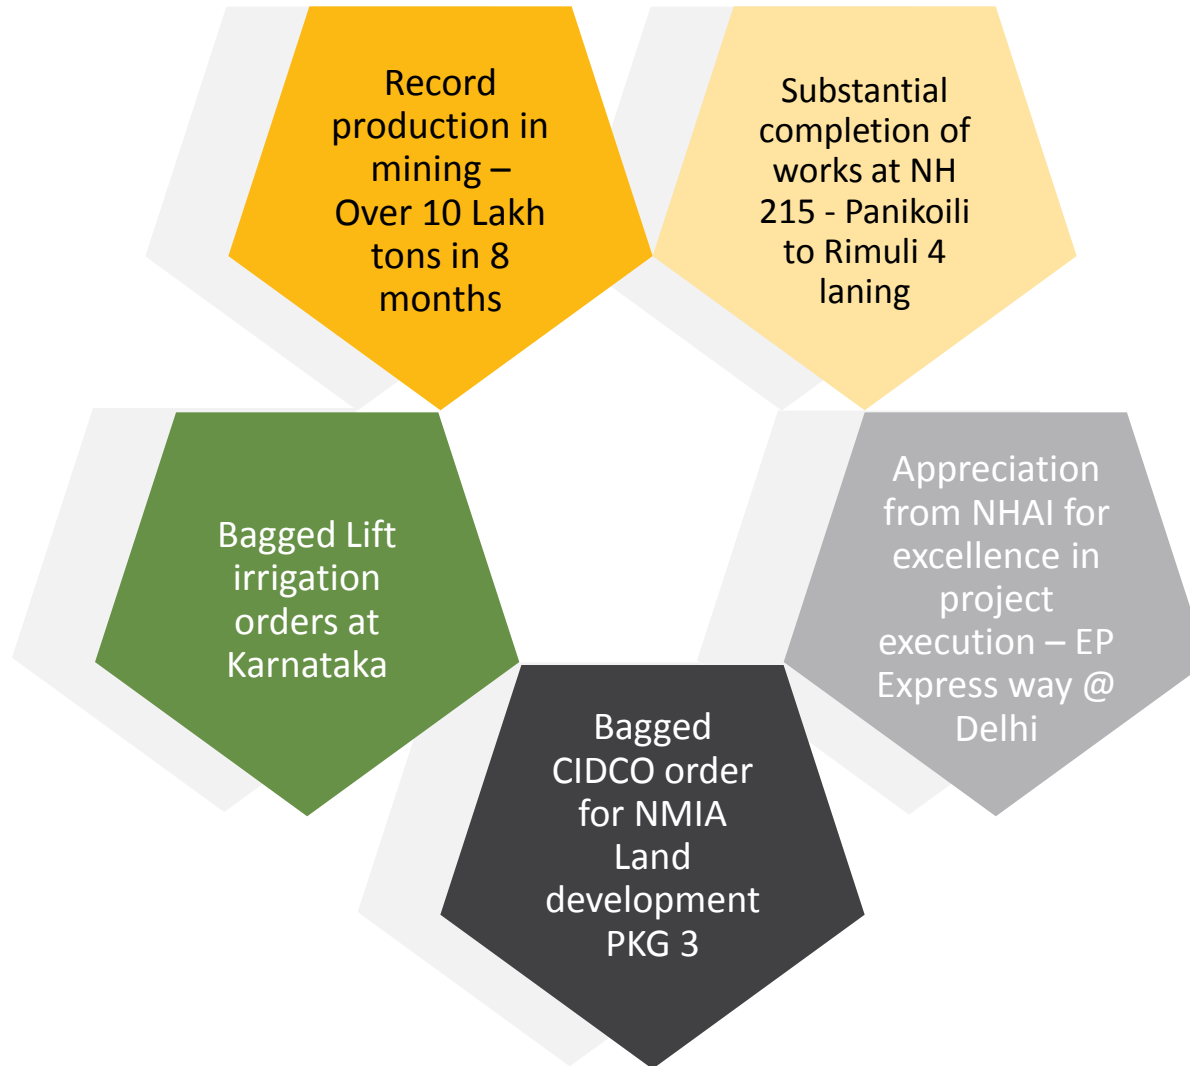 Record
production in
mining –
Over 10 Lakh
tons in 8
months
Substantial
completion of
works at NH
215 - Panikoili
to Rimuli 4
laning
Bagged Lift
irrigation
orders at
Karnataka
Appreciation
from NHAI for
excellence in
project
execution – EP
Express way @
Delhi
Bagged
CIDCO order
for NMIA
Land
development
PKG 3